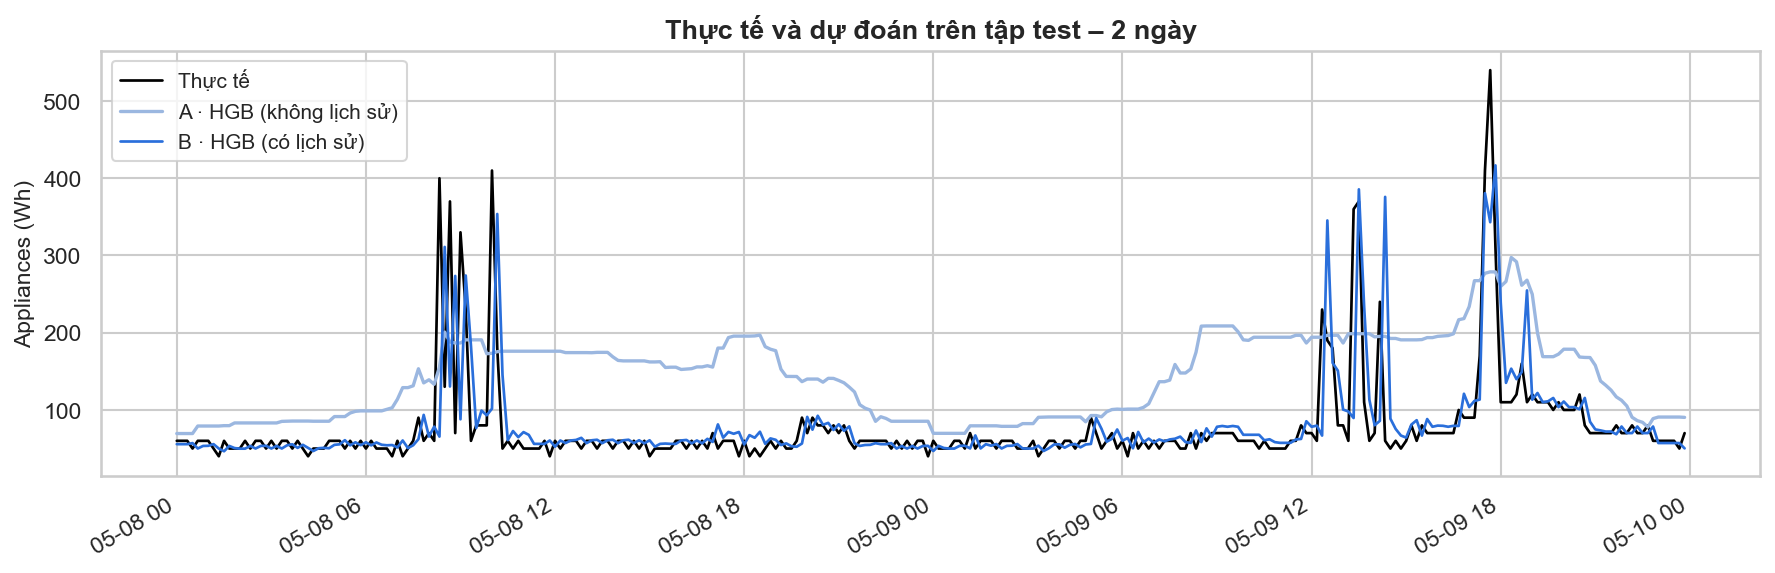 Thực tế và dự đoán trên tập test – 2 ngày
Thực tế
A · HGB (không lịch sử)
B · HGB (có lịch sử)
Appliances (Wh)
500
400
300
200
100
05-08 00
05-08 06
05-08 12
05-08 18
05-09 00
05-09 06
05-09 12
05-09 18
05-10 00